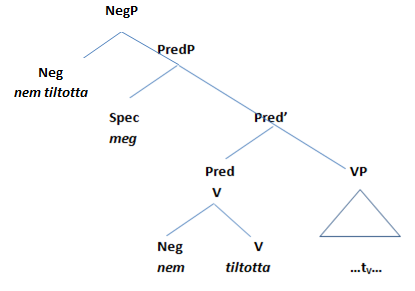 NegP
PredP
Neg
nem tiltotta
Spec
meg
Pred’
Pred
V
VP
Neg
nem
V
tiltotta
...tV...